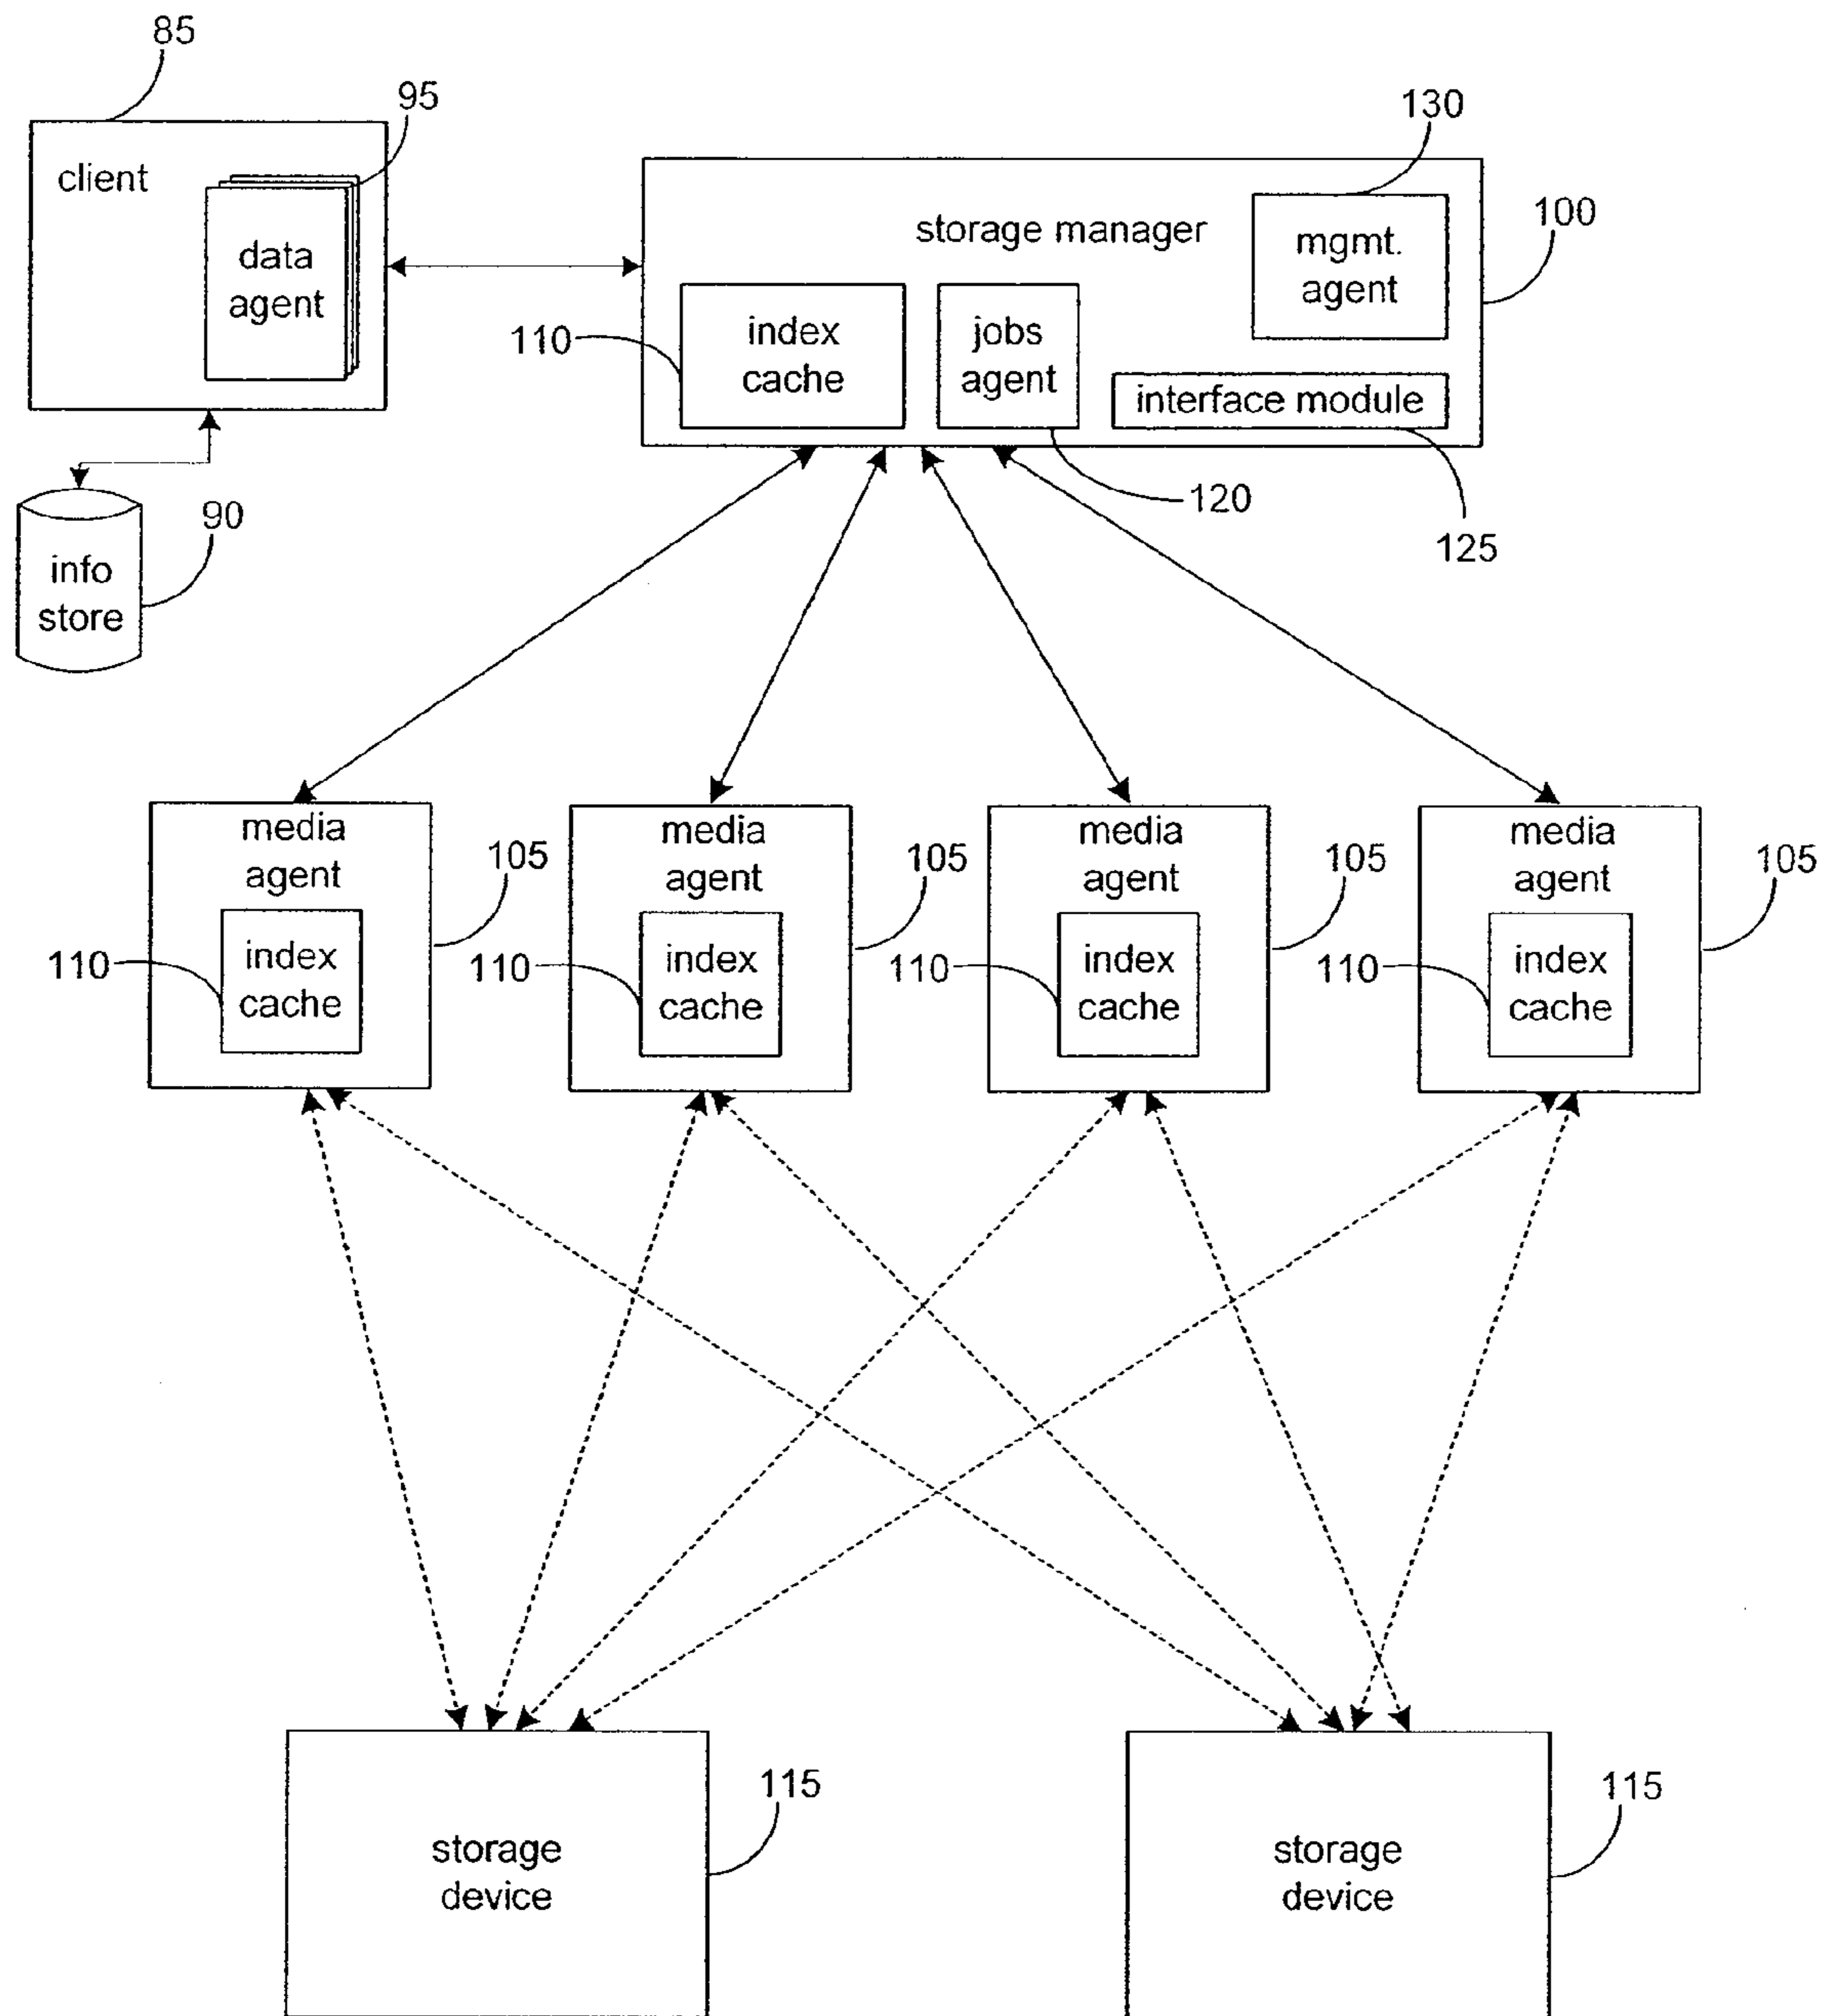 85
95
client
data
agent
130
100
storage manager
mgmt.
agent
110
index
cache
jobs
agent
interface module
120
125
90
info
store
media
agent
105
110
index
cache
media
agent
105
110
index
cache
media
agent
105
110
index
cache
media
agent
105
110
index
cache
storage
device
115
storage
device
115